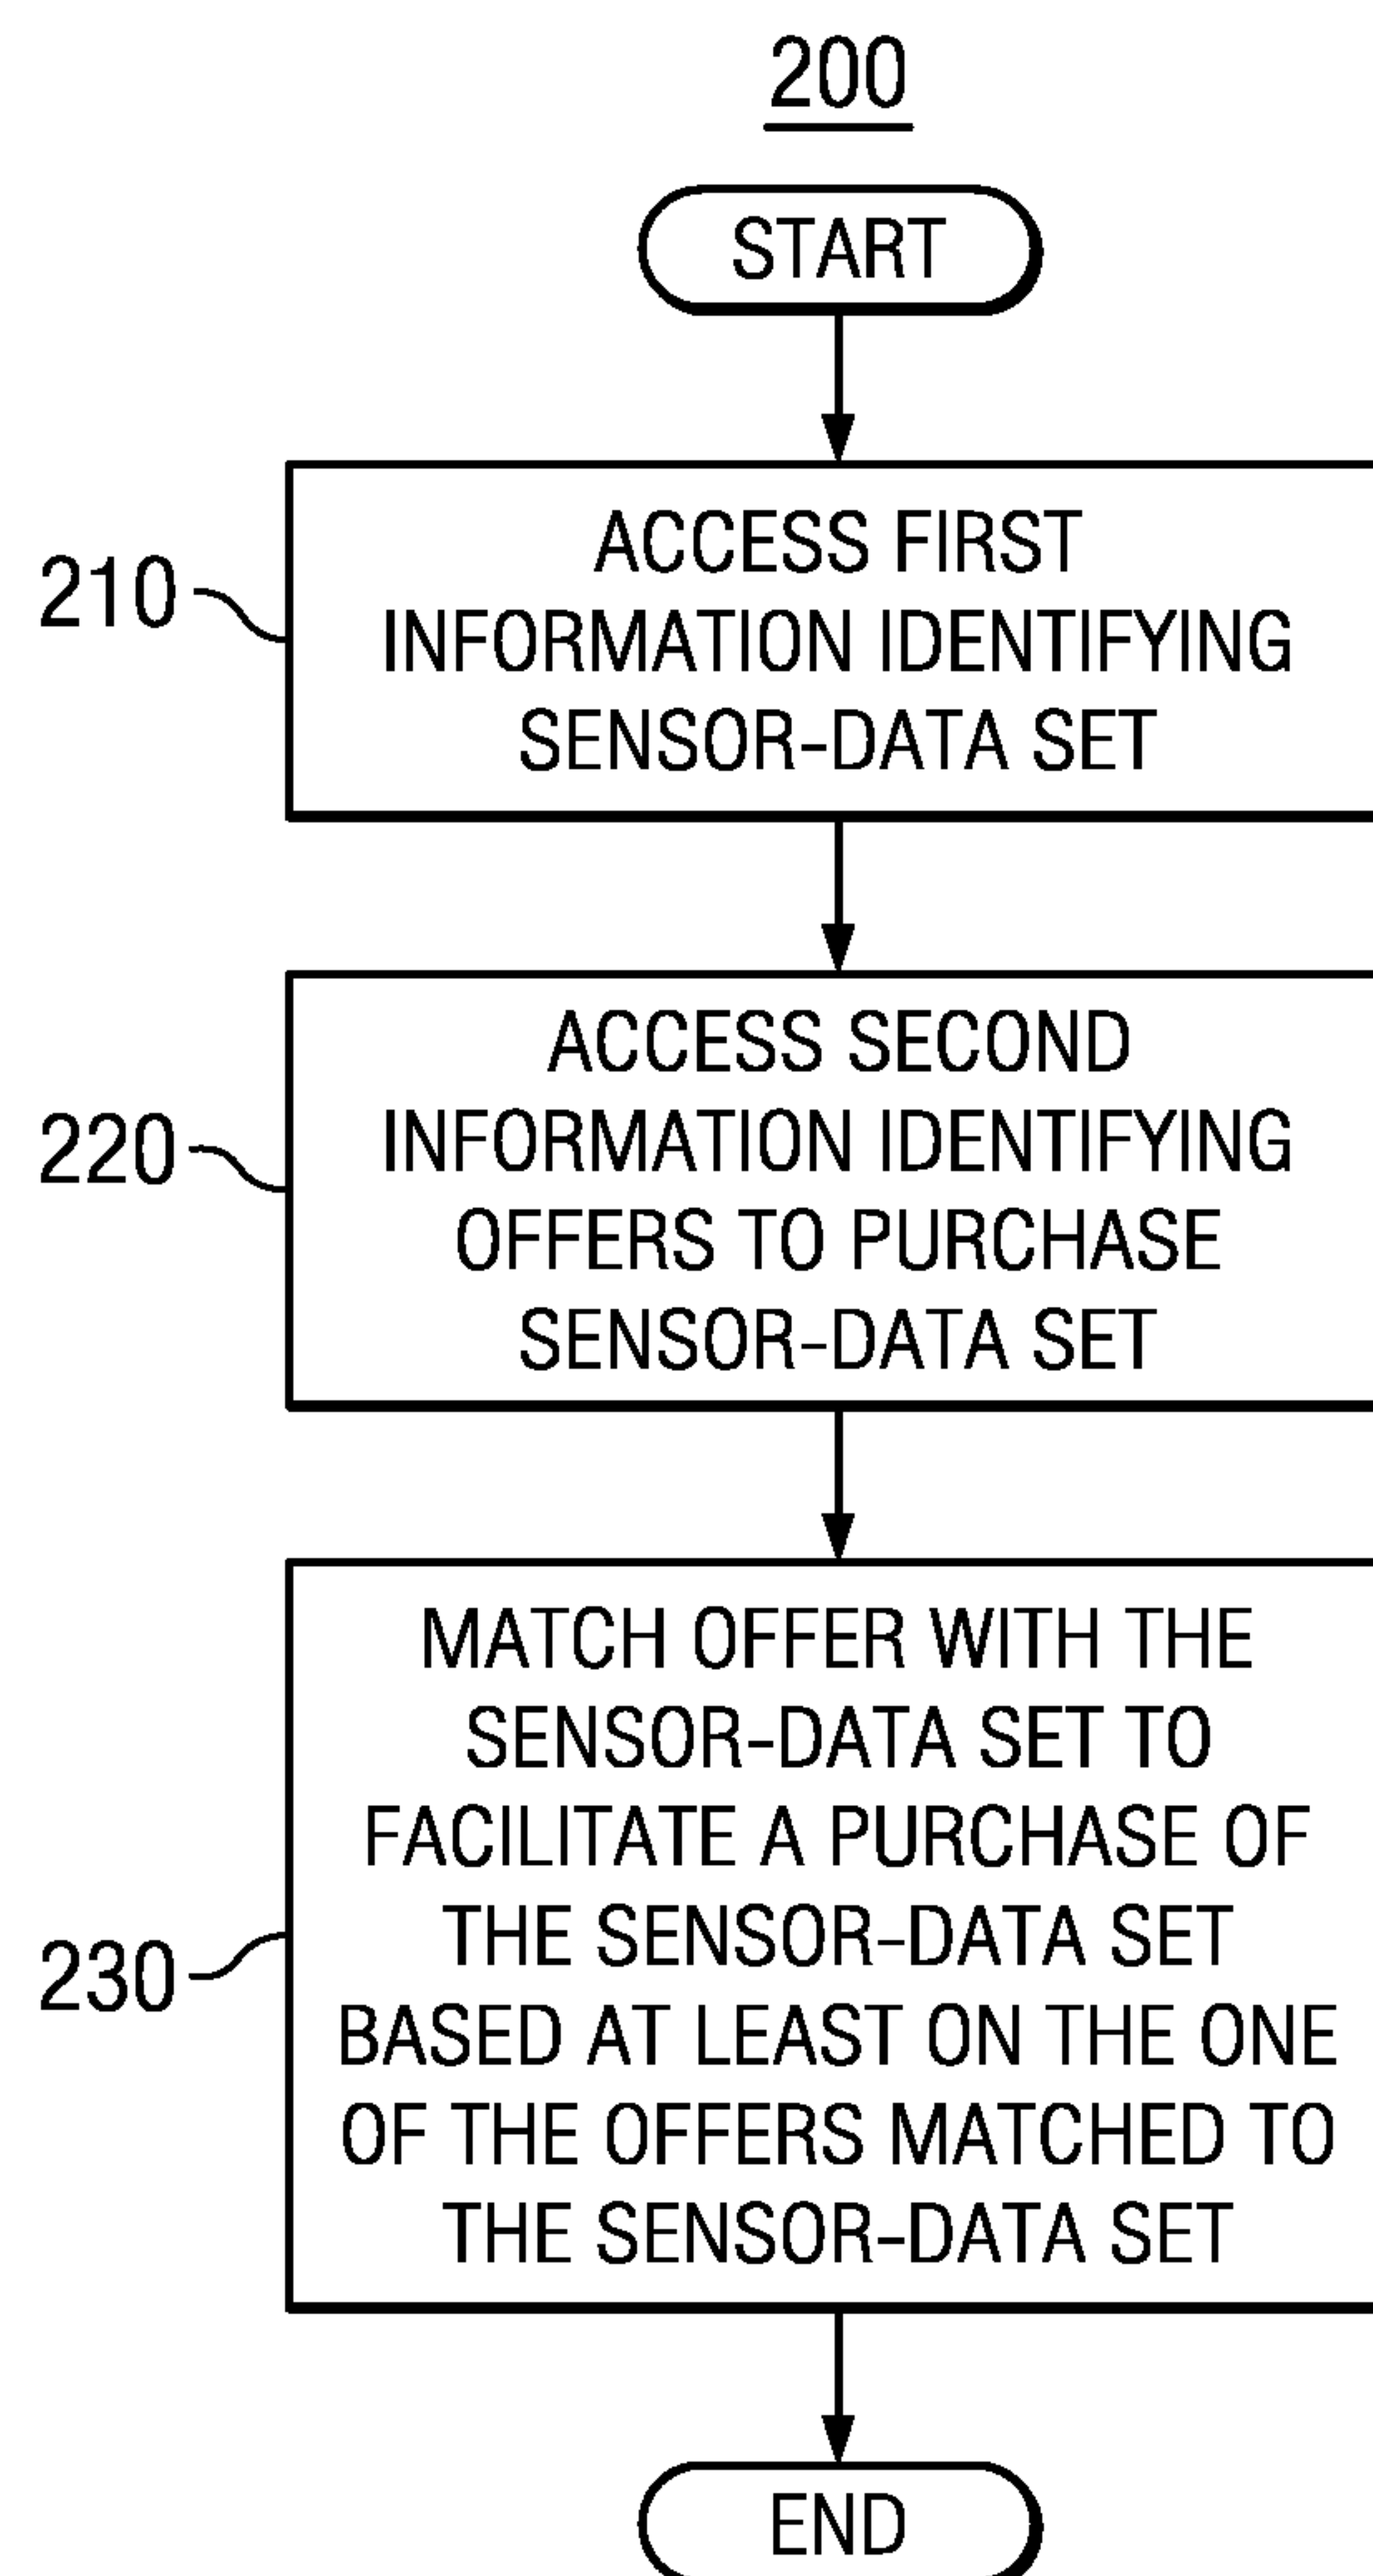 200
START
210
ACCESS FIRST
INFORMATION IDENTIFYING
SENSOR-DATA SET
220
ACCESS SECOND
INFORMATION IDENTIFYING
OFFERS TO PURCHASE
SENSOR-DATA SET
230
MATCH OFFER WITH THE
SENSOR-DATA SET TO
FACILITATE A PURCHASE OF
THE SENSOR-DATA SET
BASED AT LEAST ON THE ONE
OF THE OFFERS MATCHED TO
THE SENSOR-DATA SET
END